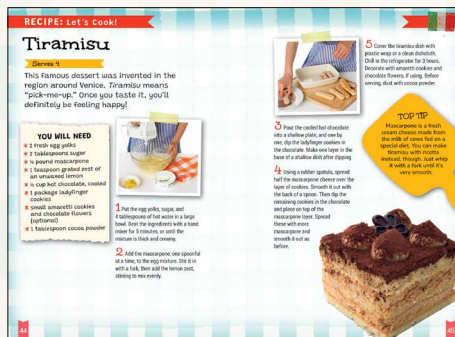 RECIPE: Let's Cook!
Tiramisu
Serves 4
This famous dessert was invented in the
region around Venice. Tiramisu means
"pick-me-up." Once you taste it, you'll
definitely be feeling happy!
YOU WILL NEED
2 fresh egg yolks
2 tablespoons sugar
½ pound mascarpone
1 teaspoon grated zest of
an unwaxed lemon
½ cup hot chocolate, cooled
1 package ladyfinger
cookies
small amaretti cookies
and chocolate flowers
(optional)
1 tablespoon cocoa powder
1 Put the egg yolks, sugar, and
4 tablespoons of hot water in a large
bowl. Beat the ingredients with a hand
mixer for 5 minutes, or until the
mixture is thick and creamy.
2 Add the mascarpone, one spoonful
at a time, to the egg mixture. Stir it in
with a fork, then add the lemon zest,
stirring to mix evenly.
44
3 Pour the cooled hot chocolate
into a shallow plate, and one by
one, dip the ladyfinger cookies in
the chocolate. Make one layer in the
base of a shallow dish after dipping.
4 Using a rubber spatula, spread
half the mascarpone cheese over the
layer of cookies. Smooth it out with
the back of a spoon. Then dip the
remaining cookies in the chocolate
and place on top of the
mascarpone layer. Spread
these with more
mascarpone and
smooth it out as
before.
5 Cover the tiramisu dish with
plastic wrap or a clean dishcloth.
Chill in the refrigerator for 3 hours.
Decorate with amaretti cookies and
chocolate flowers, if using. Before
serving, dust with cocoa powder.
TOP TIP
Mascarpone is a fresh
cream cheese made from
the milk of cows fed on a
special diet. You can make
tiramisu with ricotta
instead, though. Just whip
it with a fork until it's
very smooth.
45